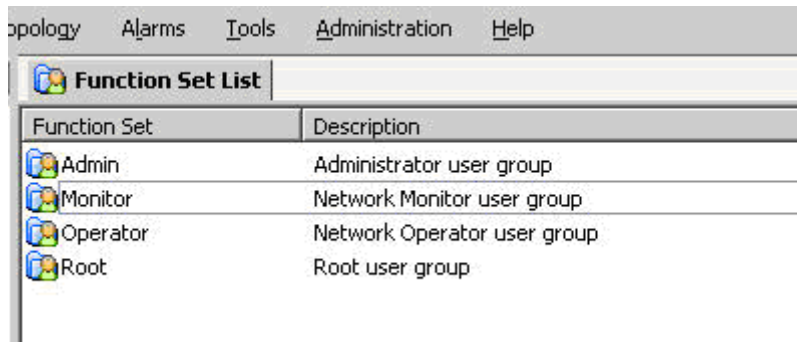 opology Alarms Tools Administration Help
Function Set List
Function Set Description
Admin Administrator user group
Monitor Network Monitor user group
Operator Network Operator user group
Root Root user group